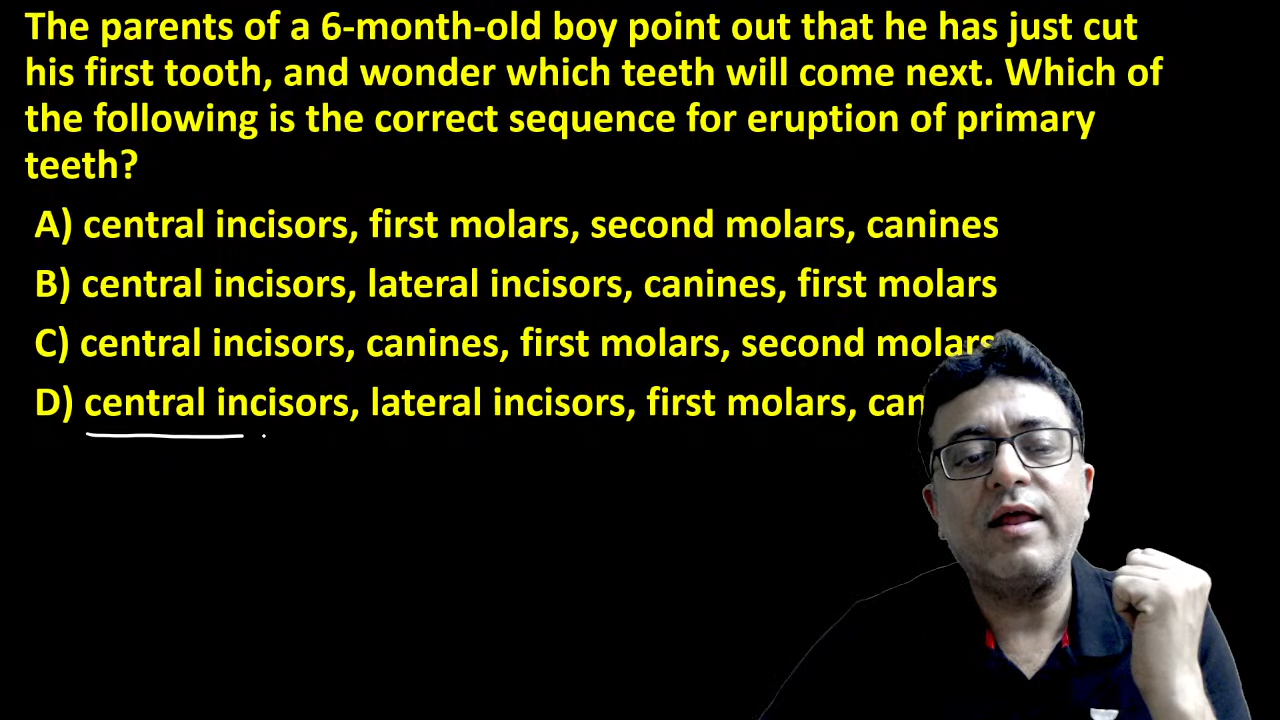 The parents of a 6-month-old boy point out that he has just cut
his first tooth, and wonder which teeth will come next. Which of
the following is the correct sequence for eruption of primary
teeth?
A) central incisors, first molars, second molars, canines
B) central incisors, lateral incisors, canines, first molars
C) central incisors, canines, first molars, second molars
D) central incisors, lateral incisors, first molars,